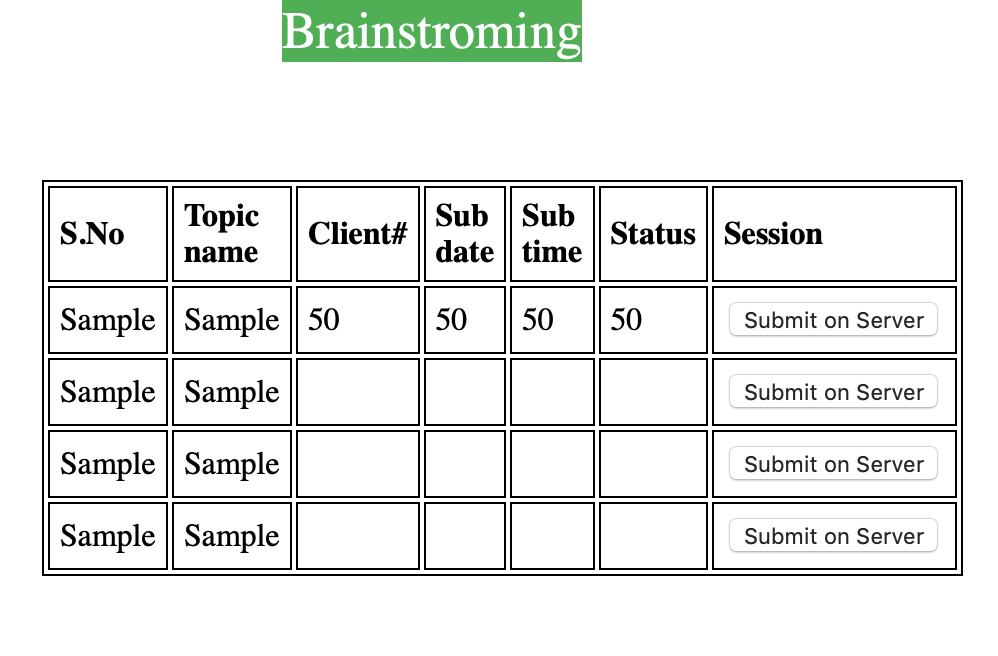 Brainstroming
S.No Topic name Client# Sub date Sub time Status Session
Sample Sample 50 50 50 50 Submit on Server
Sample Sample Submit on Server
Sample Sample Submit on Server
Sample Sample Submit on Server